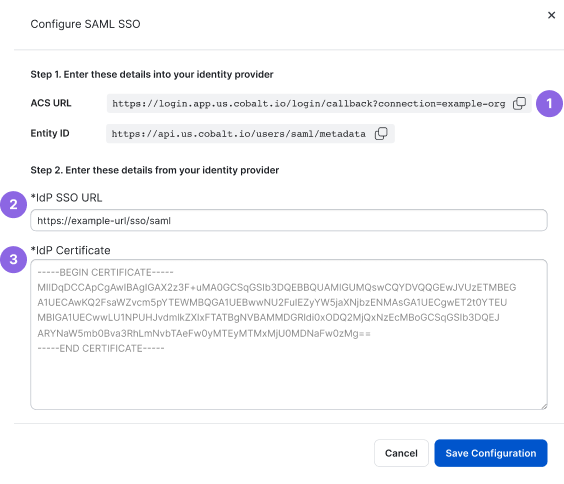 Configure SAML SSO
×
Step 1. Enter these details into your identity provider
ACS URL
https://login.app.us.cobalt.io/login/callback?connection=example-org
1
Entity ID
https://api.us.cobalt.io/users/saml/metadata
Step 2. Enter these details from your identity provider
2
*IdP SSO URL
https://example-url/sso/saml
3
*IdP Certificate
-----BEGIN CERTIFICATE-----
MIIDqDCCApCgAwIBAgIGAX2z3F+uMA0GCSqGSIb3DQEBBQUAMIGUMQswCQYDVQQGEwJVUzETMBEG
A1UECAwKQ2FsaWZvcm5pYTEWMBQGA1UEBwwNU2FuIEZyYW5jaXNjbzENMAsGA1UECgwET2t0YTEU
MBIGA1UECwwLU1NPUHJvdmlkZXIxFTATBgNVBAMMDGRldi0xODQ2MjQxNzEcMBoGCSqGSIb3DQEJ
ARYNaW5mb0Bva3RhLmNvbTAeFw0yMTEyMTMxMjU0MDNaFw0zMg==
-----END CERTIFICATE-----
Cancel
Save Configuration